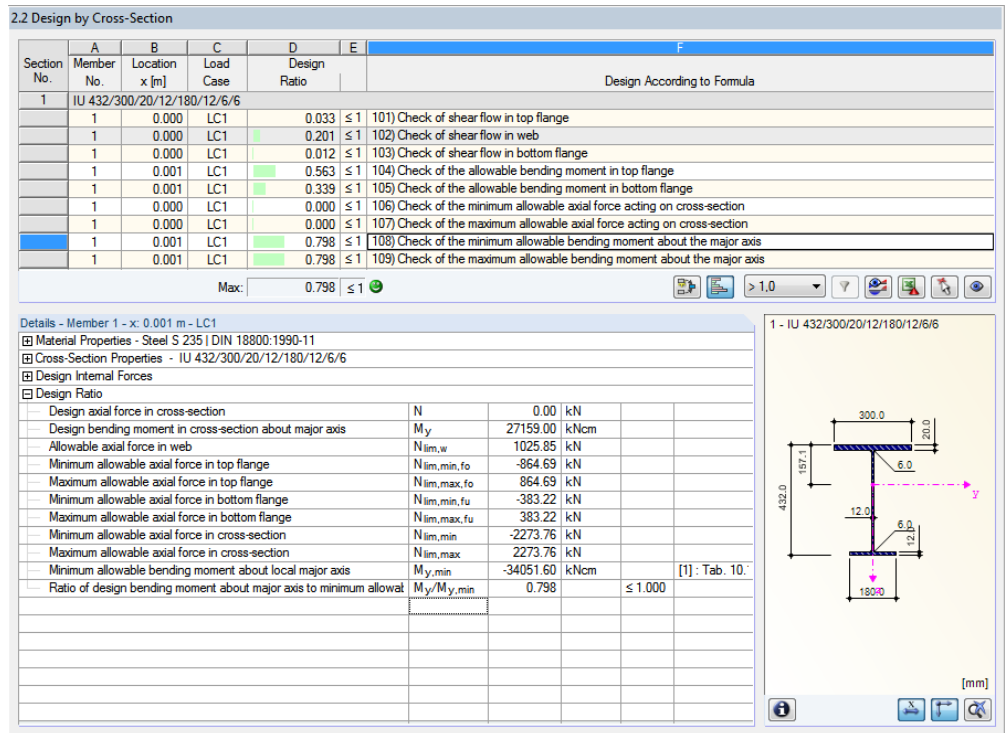 2.2 Design by Cross-Section
A B C D E F
Section Member Location Load Design
No. No. x [m] Case Ratio Design According to Formula
1 IU 432/300/20/12/180/12/6/6
1 0.000 LC1 0.033 ≤ 1 101) Check of shear flow in top flange
1 0.000 LC1 0.201 ≤ 1 102) Check of shear flow in web
1 0.000 LC1 0.012 ≤ 1 103) Check of shear flow in bottom flange
1 0.001 LC1 0.563 ≤ 1 104) Check of the allowable bending moment in top flange
1 0.001 LC1 0.339 ≤ 1 105) Check of the allowable bending moment in bottom flange
1 0.000 LC1 0.000 ≤ 1 106) Check of the minimum allowable axial force acting on cross-section
1 0.000 LC1 0.000 ≤ 1 107) Check of the maximum allowable axial force acting on cross-section
1 0.001 LC1 0.798 ≤ 1 108) Check of the minimum allowable bending moment about the major axis
1 0.001 LC1 0.798 ≤ 1 109) Check of the maximum allowable bending moment about the major axis
Max: 0.798 ≤ 1 > 1,0
Details - Member 1 - x: 0.001 m - LC1
Material Properties - Steel S 235 | DIN 18800:1990-11
Cross-Section Properties - IU 432/300/20/12/180/12/6/6
Design Internal Forces
Design Ratio
Design axial force in cross-section N 0.00 kN
Design bending moment in cross-section about major axis My 27159.00 kNcm
Allowable axial force in web Nlim,w 1025.85 kN
Minimum allowable axial force in top flange Nlim,min,fo -864.69 kN
Maximum allowable axial force in top flange Nlim,max,fo 864.69 kN
Minimum allowable axial force in bottom flange Nlim,min,fu -383.22 kN
Maximum allowable axial force in bottom flange Nlim,max,fu 383.22 kN
Minimum allowable axial force in cross-section Nlim,min -2273.76 kN
Maximum allowable axial force in cross-section Nlim,max 2273.76 kN
Minimum allowable bending moment about local major axis My,min -34051.60 kNcm [1] : Tab. 10.
Ratio of design bending moment about major axis to minimum allowat My/My,min 0.798 ≤ 1.000
1 - IU 432/300/20/12/180/12/6/6
300.0
20.0
157.1
6.0
432.0
y
12.0
6.0
12.0
180.0
[mm]